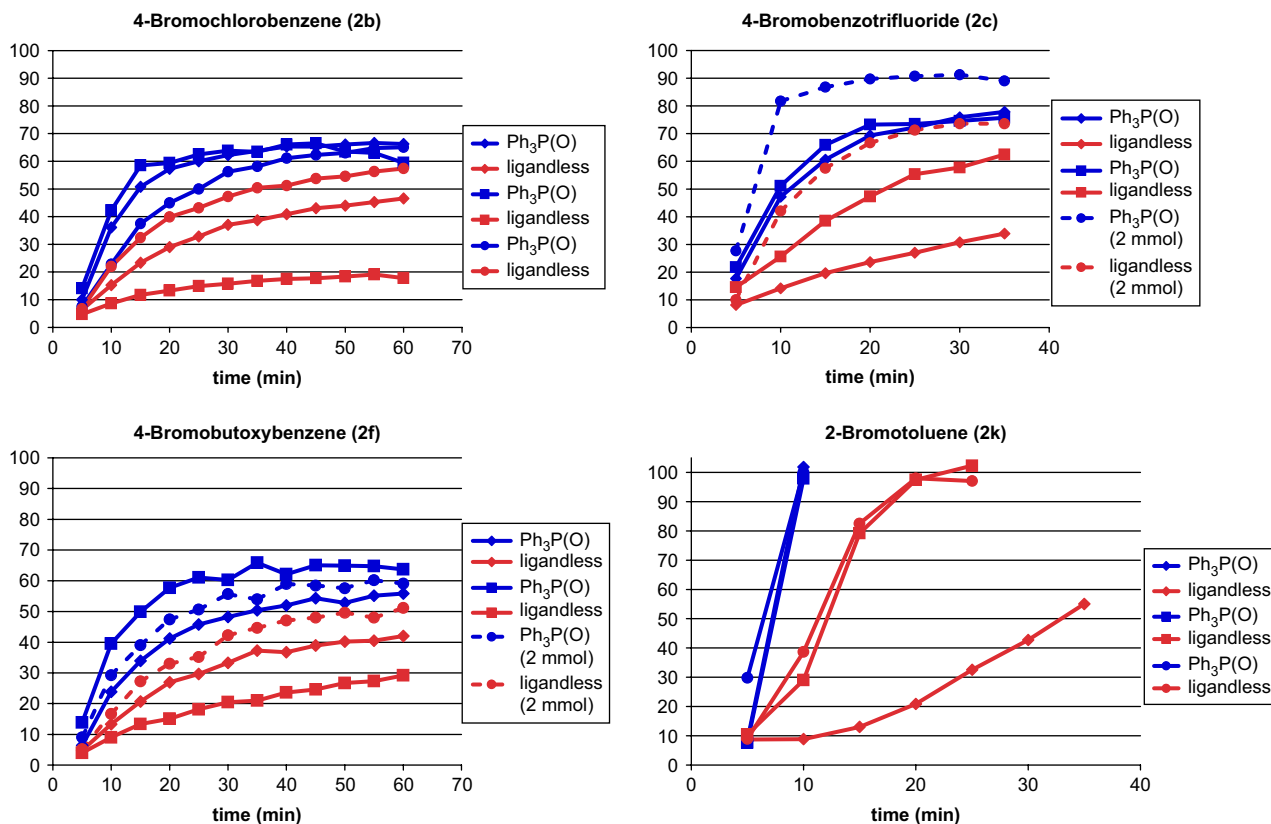 4-Bromochlorobenzene (2b)
100
90
80
70
60
50
40
30
20
10
0
0 10 20 30 40 50 60 70
time (min)
Ph₃P(O)
ligandless
Ph₃P(O)
ligandless
Ph₃P(O)
ligandless
4-Bromobenzotrifluoride (2c)
100
90
80
70
60
50
40
30
20
10
0
0 10 20 30 40
time (min)
Ph₃P(O)
ligandless
Ph₃P(O)
ligandless
Ph₃P(O)
(2 mmol)
ligandless
(2 mmol)
4-Bromobutoxybenzene (2f)
100
90
80
70
60
50
40
30
20
10
0
0 10 20 30 40 50 60 70
time (min)
Ph₃P(O)
ligandless
Ph₃P(O)
ligandless
Ph₃P(O)
(2 mmol)
ligandless
(2 mmol)
2-Bromotoluene (2k)
100
90
80
70
60
50
40
30
20
10
0
0 10 20 30 40
time (min)
Ph₃P(O)
ligandless
Ph₃P(O)
ligandless
Ph₃P(O)
ligandless